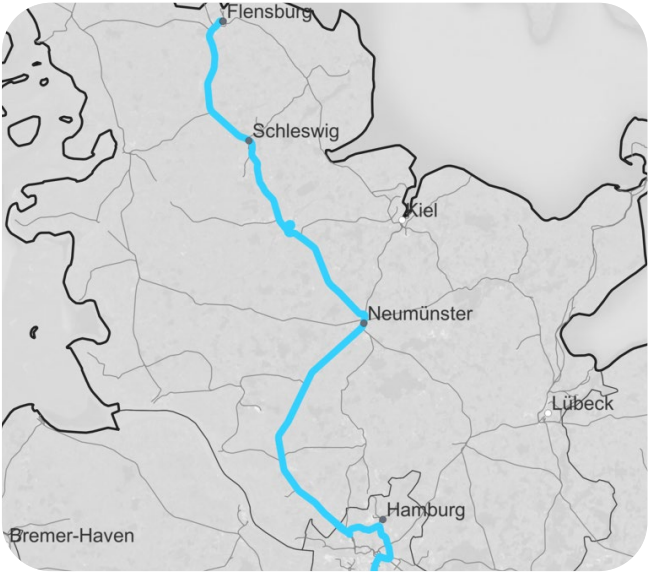 Flensburg
Schleswig
Kiel
Neumünster
Lübeck
Hamburg
Bremer-Haven